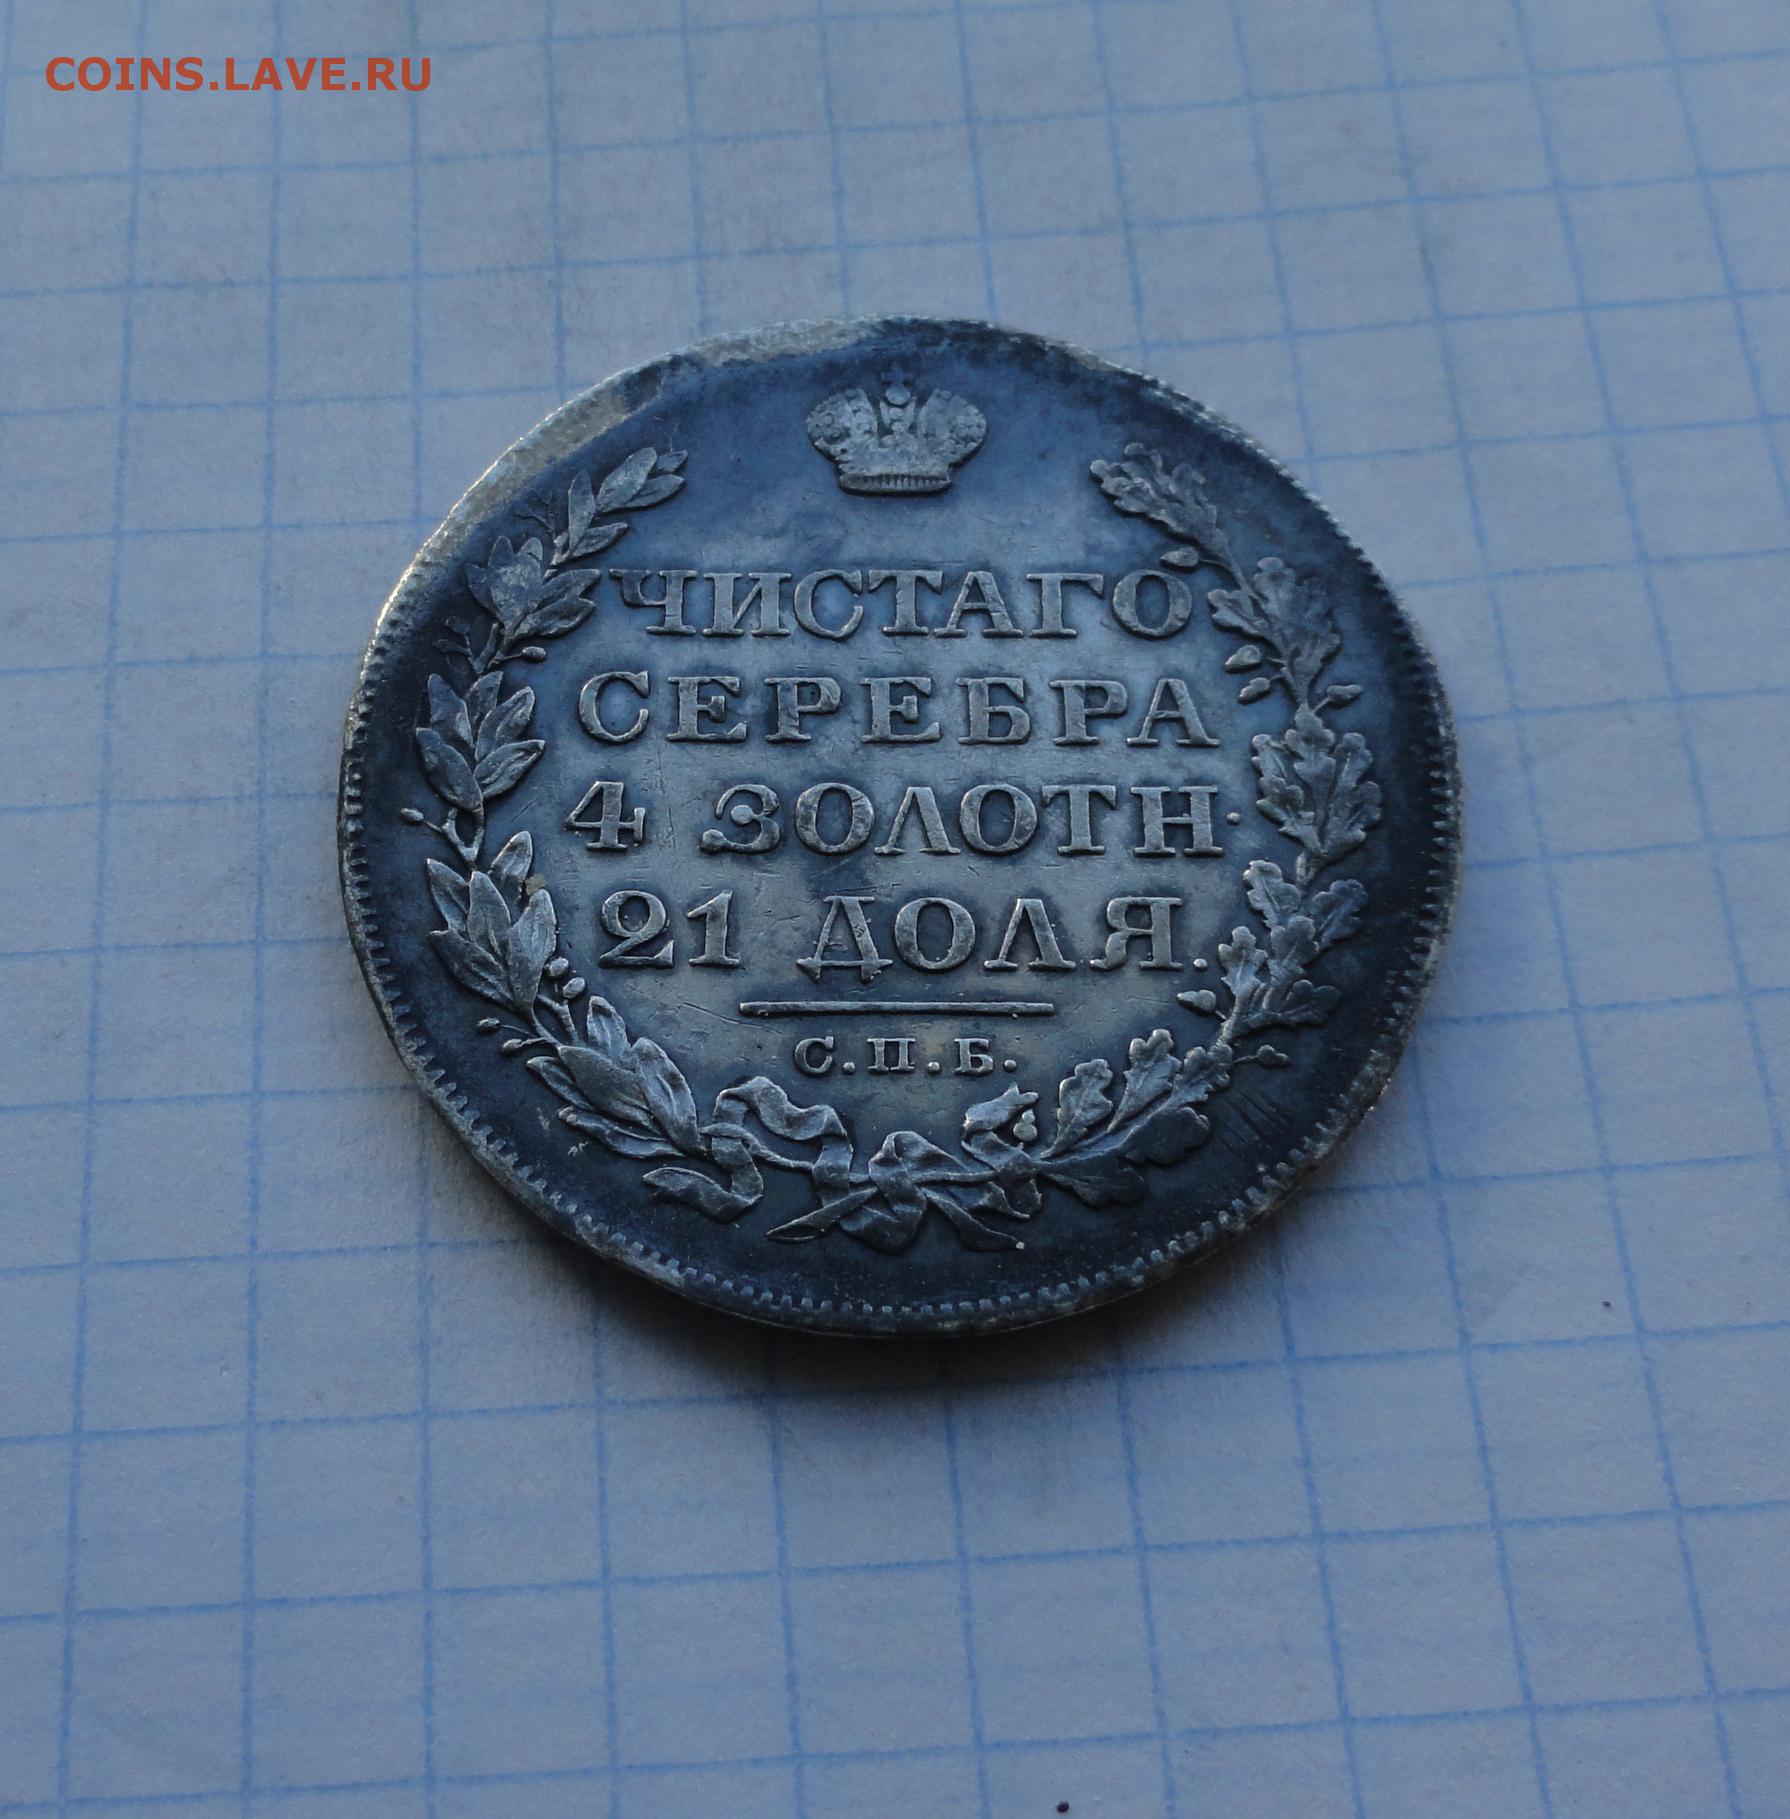 COINS.LAVE.RU
ЧИСТАГО
СЕРЕБРА
4 ЗОЛОТН·
21 ДОЛЯ.
С.П.Б.